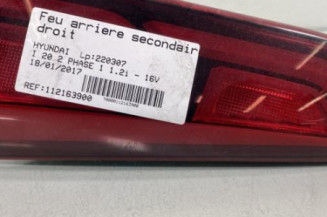 Feu arriere secondair
droit
HYUNDAI Lp:220307
I 20 2 PHASE 1 1.2i - 16V
18/01/2017
REF:112163900